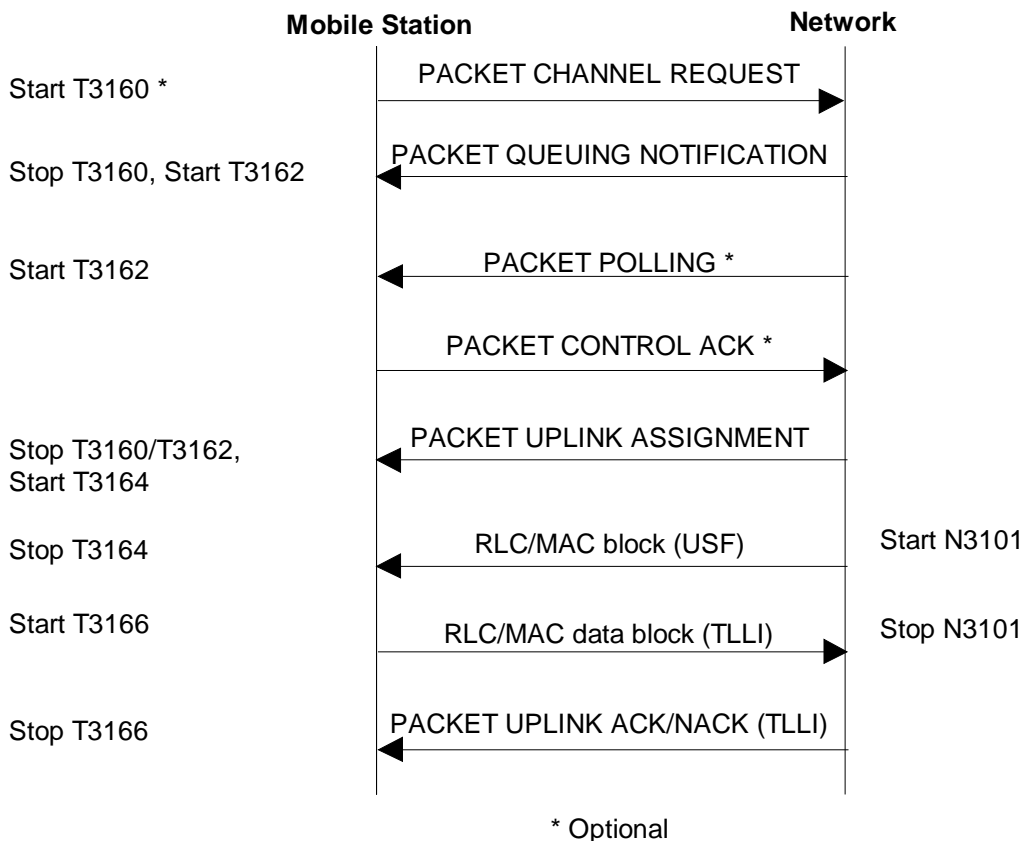 Mobile Station
Network
Start T3160 *
PACKET CHANNEL REQUEST
PACKET QUEUING NOTIFICATION
Stop T3160, Start T3162
Start T3162
PACKET POLLING *
PACKET CONTROL ACK *
Stop T3160/T3162,
Start T3164
PACKET UPLINK ASSIGNMENT
Stop T3164
RLC/MAC block (USF)
Start N3101
Start T3166
RLC/MAC data block (TLLI)
Stop N3101
Stop T3166
PACKET UPLINK ACK/NACK (TLLI)
* Optional